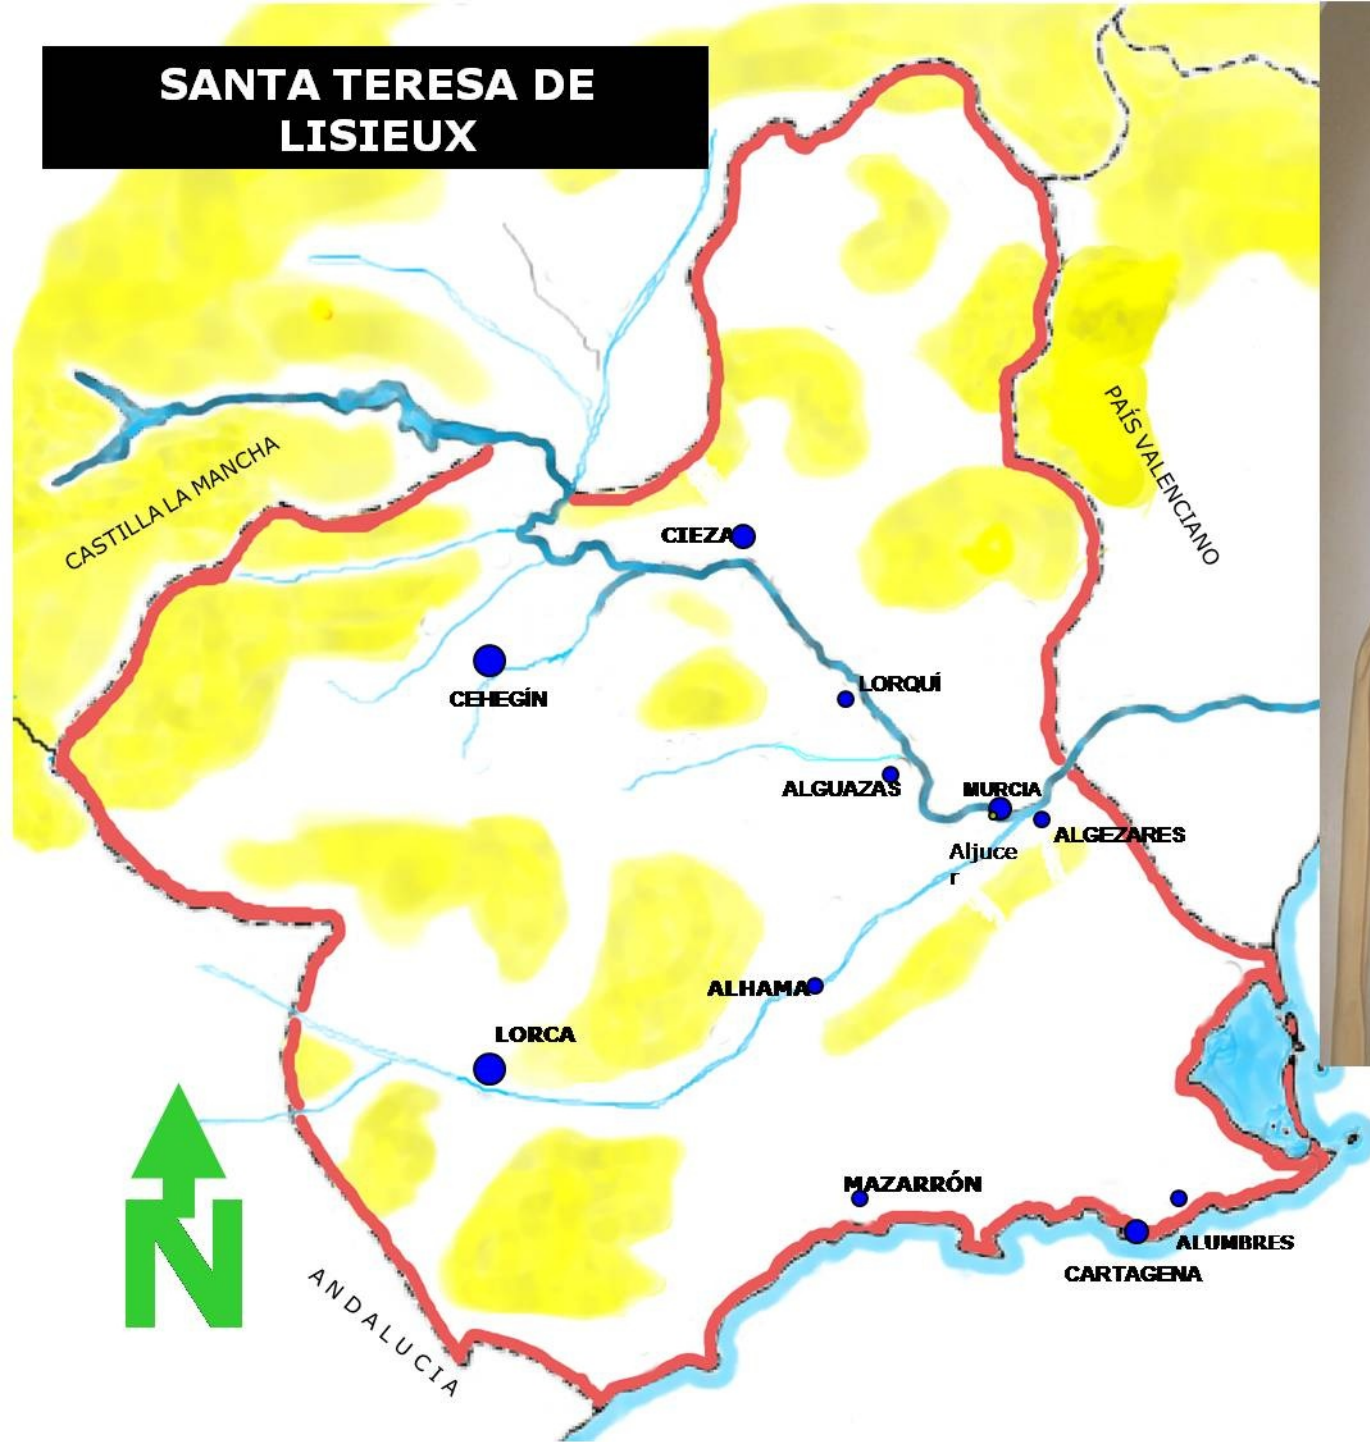 SANTA TERESA DE
LISIEUX
CASTILLA LA MANCHA
PAÍS VALENCIANO
CIEZA
CEHEGÍN
LORQUÍ
ALGUAZAS
MURCIA
ALGEZARES
Aljuce
r
ALHAMA
LORCA
N
MAZARRÓN
ALUMBRES
CARTAGENA
ANDALUCIA